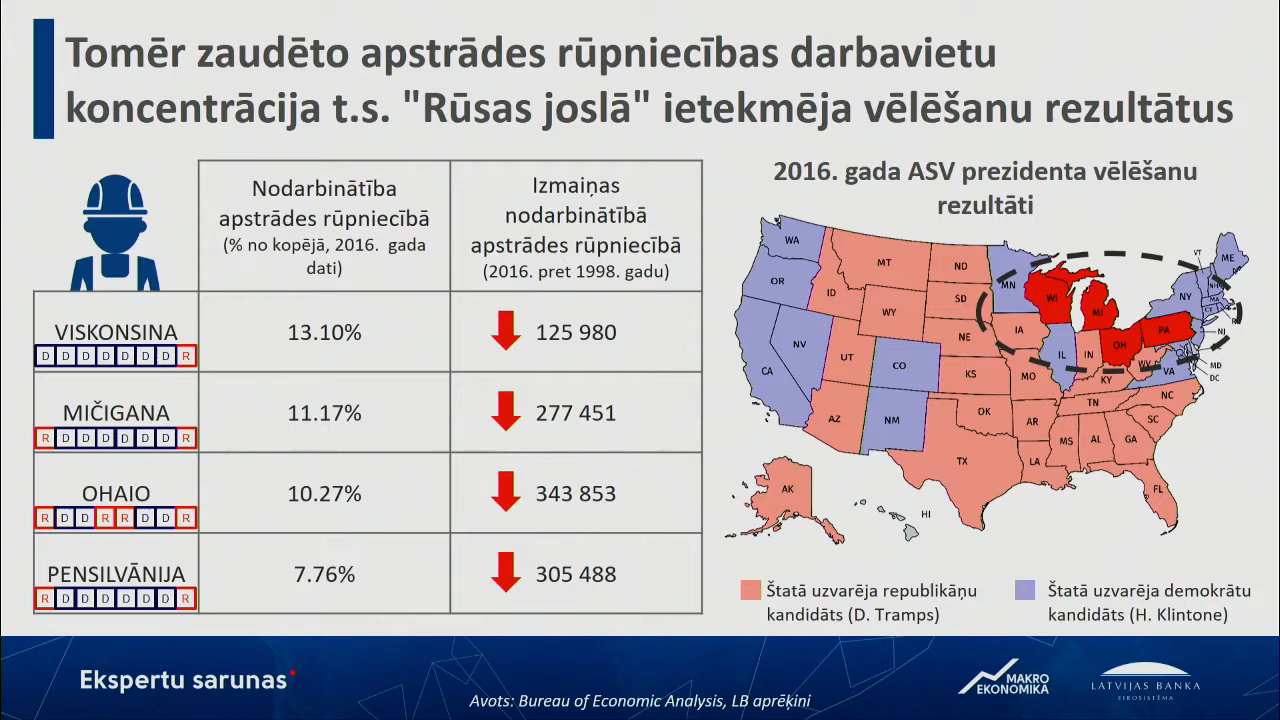 Tomēr zaudēto apstrādes rūpniecības darbavietu
koncentrācija t.s. "Rūsas joslā" ietekmēja vēlēšanu rezultātus
Nodarbinātība
apstrādes rūpniecībā
(% no kopējā, 2016. gada
dati)
Izmaiņas
nodarbinātībā
apstrādes rūpniecībā
(2016. pret 1998. gadu)
VISKONSINA
D D D D D D D R
13.10%
125 980
MIČIGANA
R D D D D D D R
11.17%
277 451
OHAIO
R D D R R D D R
10.27%
343 853
PENSILVĀNIJA
R D D D D D D R
7.76%
305 488
2016. gada ASV prezidenta vēlēšanu
rezultāti
WA
MT
ND
MN
VT
ME
OR
ID
SD
WI
MI
NY
NH
MA
CT
WY
IA
PA
NJ
NV
NE
OH
UT
CO
IL
IN
WV
MD
DC
CA
KS
MO
KY
VA
AZ
NM
OK
AR
TN
NC
SC
TX
LA
MS
AL
GA
FL
AK
HI
Štatā uzvarēja republikāņu
kandidāts (D. Tramps)
Štatā uzvarēja demokrātu
kandidāts (H. Klintone)
Ekspertu sarunas
Avots: Bureau of Economic Analysis, LB aprēķini
MAKRO
EKONOMIKA
LATVIJAS BANKA
EIROSISTĒMA